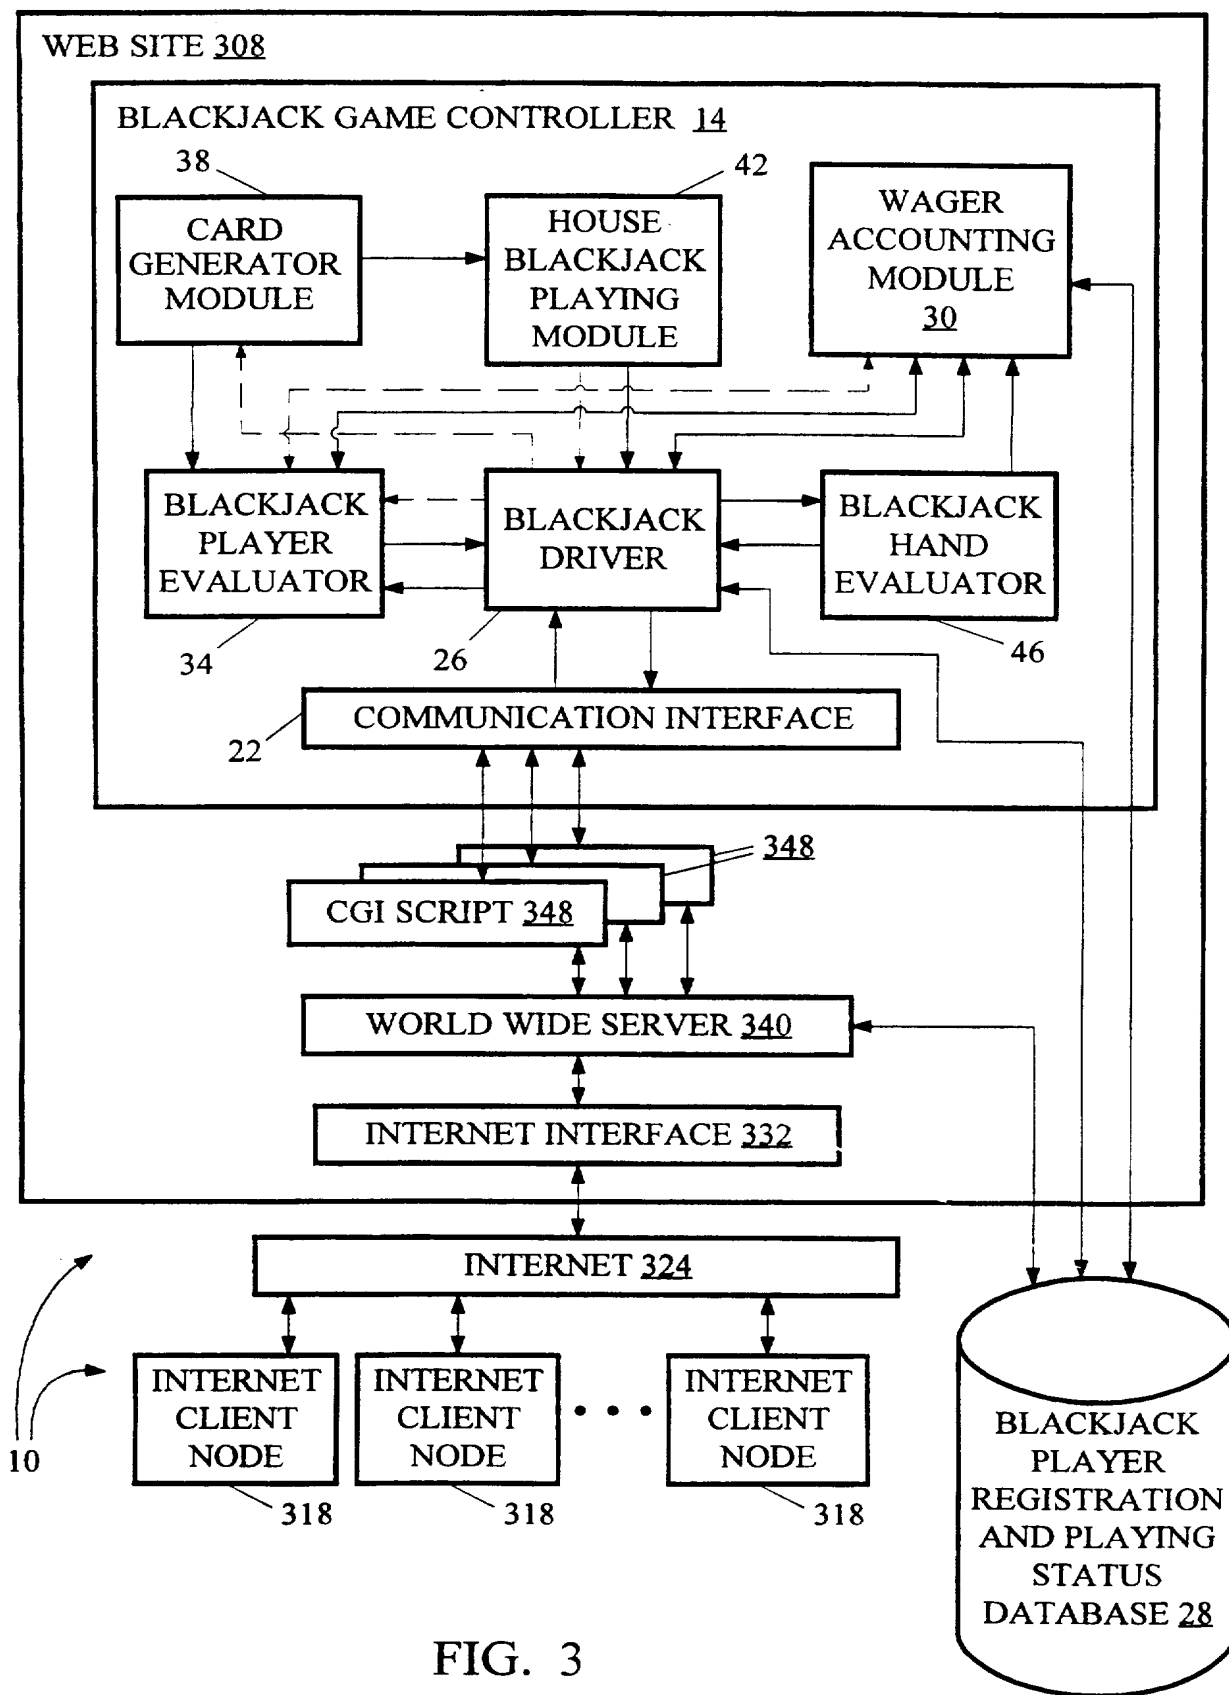 WEB SITE 308
BLACKJACK GAME CONTROLLER 14
38
CARD
GENERATOR
MODULE
42
HOUSE
BLACKJACK
PLAYING
MODULE
WAGER
ACCOUNTING
MODULE
30
BLACKJACK
PLAYER
EVALUATOR
34
BLACKJACK
DRIVER
26
BLACKJACK
HAND
EVALUATOR
46
COMMUNICATION INTERFACE
22
348
CGI SCRIPT 348
WORLD WIDE SERVER 340
INTERNET INTERFACE 332
INTERNET 324
INTERNET
CLIENT
NODE
318
INTERNET
CLIENT
NODE
318
INTERNET
CLIENT
NODE
318
10
BLACKJACK
PLAYER
REGISTRATION
AND PLAYING
STATUS
DATABASE 28
FIG. 3